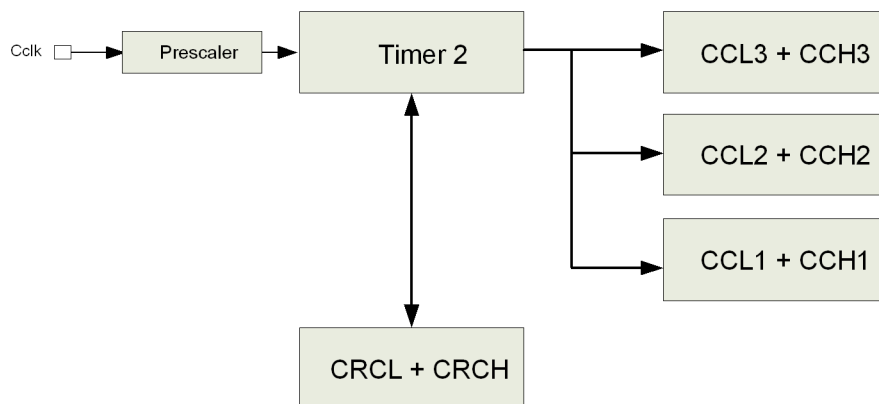 Cclk
Prescaler
Timer 2
CCL3 + CCH3
CCL2 + CCH2
CCL1 + CCH1
CRCL + CRCH